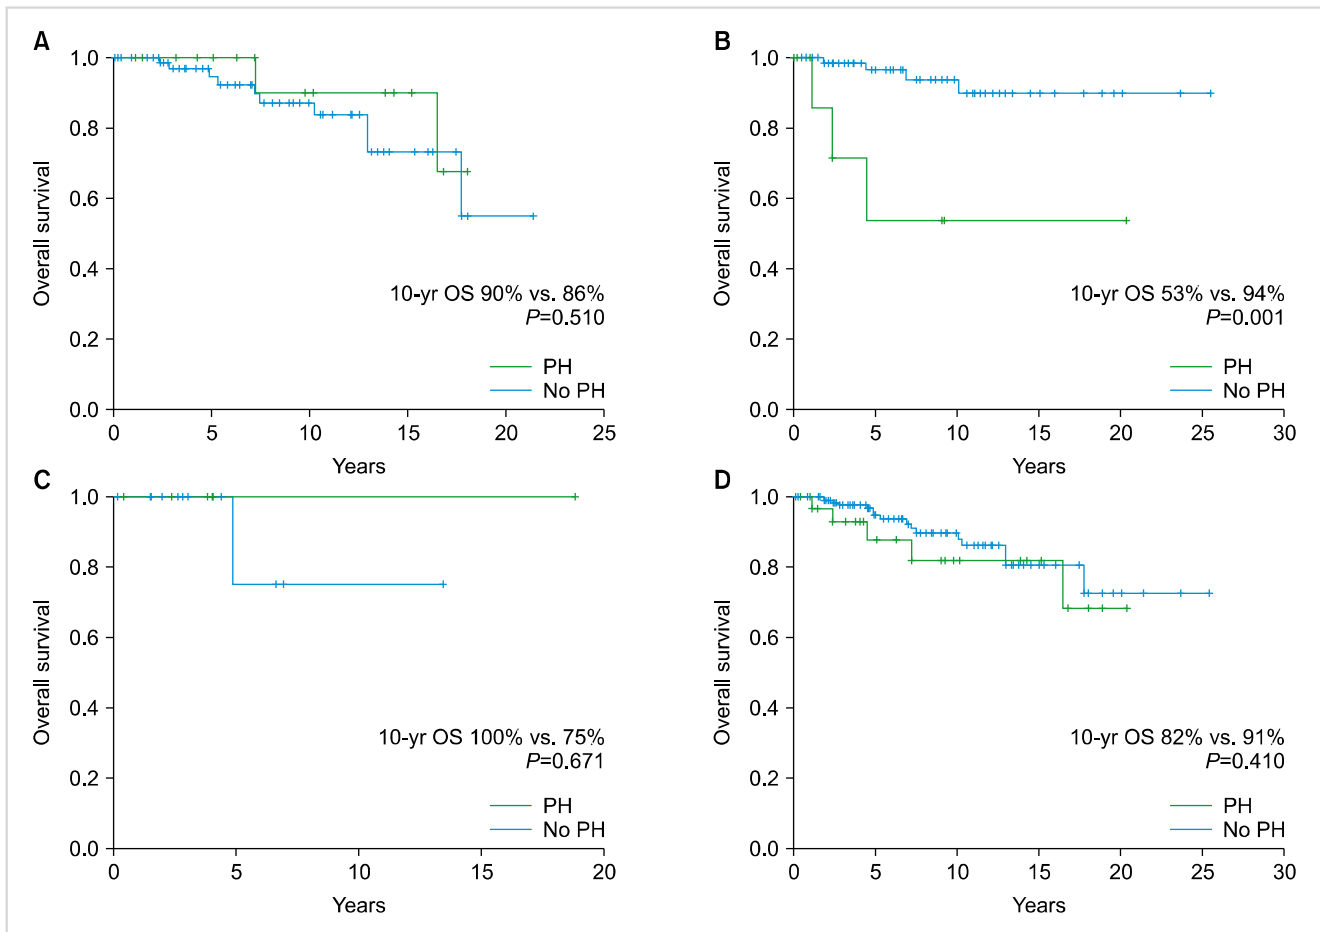 A
1.0
0.8
0.6
0.4
0.2
0.0
Overall survival
10-yr OS 90% vs. 86%
P=0.510
PH
No PH
0 5 10 15 20 25
Years
B
1.0
0.8
0.6
0.4
0.2
0.0
Overall survival
10-yr OS 53% vs. 94%
P=0.001
PH
No PH
0 5 10 15 20 25 30
Years
C
1.0
0.8
0.6
0.4
0.2
0.0
Overall survival
10-yr OS 100% vs. 75%
P=0.671
PH
No PH
0 5 10 15 20
Years
D
1.0
0.8
0.6
0.4
0.2
0.0
Overall survival
10-yr OS 82% vs. 91%
P=0.410
PH
No PH
0 5 10 15 20 25 30
Years